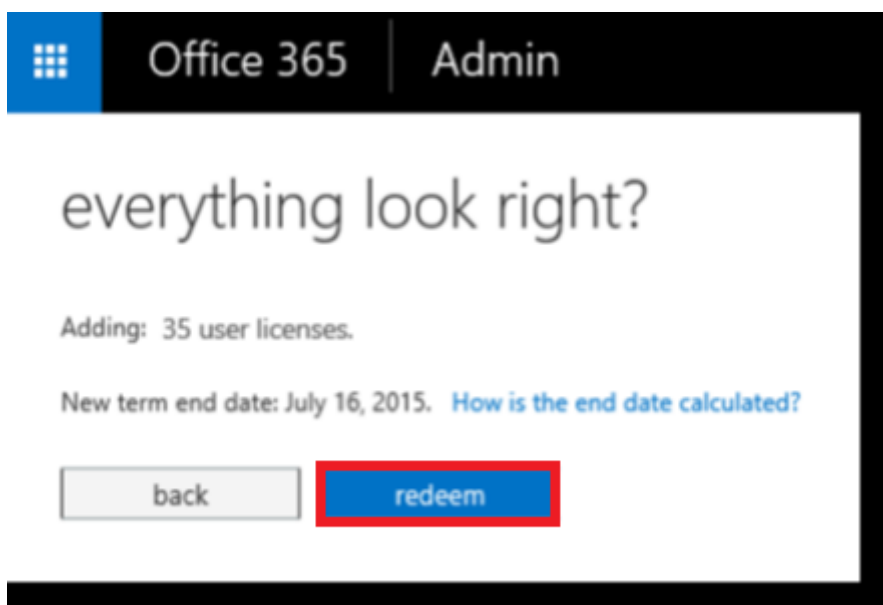 Office 365 Admin
everything look right?
Adding: 35 user licenses.
New term end date: July 16, 2015. How is the end date calculated?
back redeem